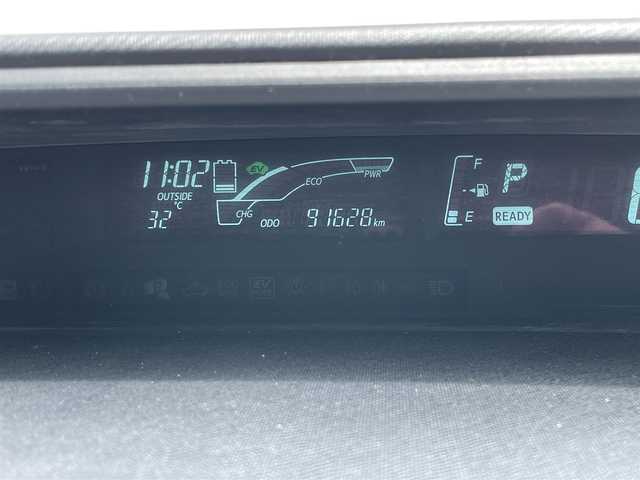 11:02 EV F
OUTSIDE ECO PWR P
°C
32 CHG ODO 91628 km E READY